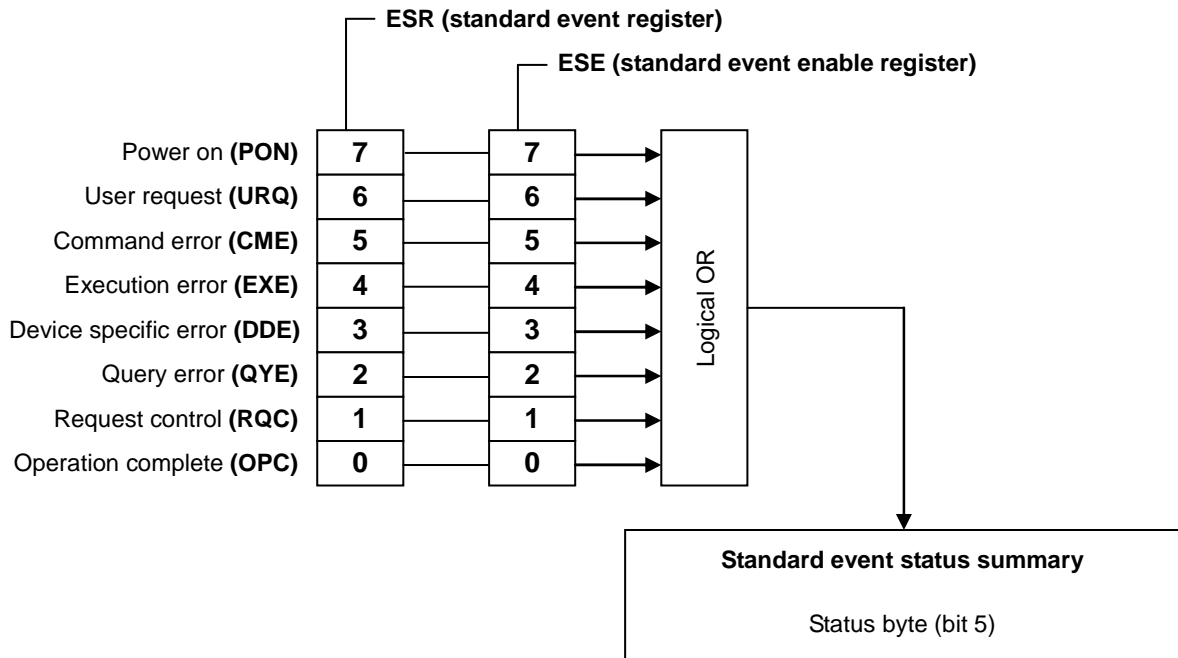 ESR (standard event register)
ESE (standard event enable register)
Power on (PON) 7 7
User request (URQ) 6 6
Command error (CME) 5 5
Execution error (EXE) 4 4
Device specific error (DDE) 3 3
Query error (QYE) 2 2
Request control (RQC) 1 1
Operation complete (OPC) 0 0
Logical OR
Standard event status summary
Status byte (bit 5)